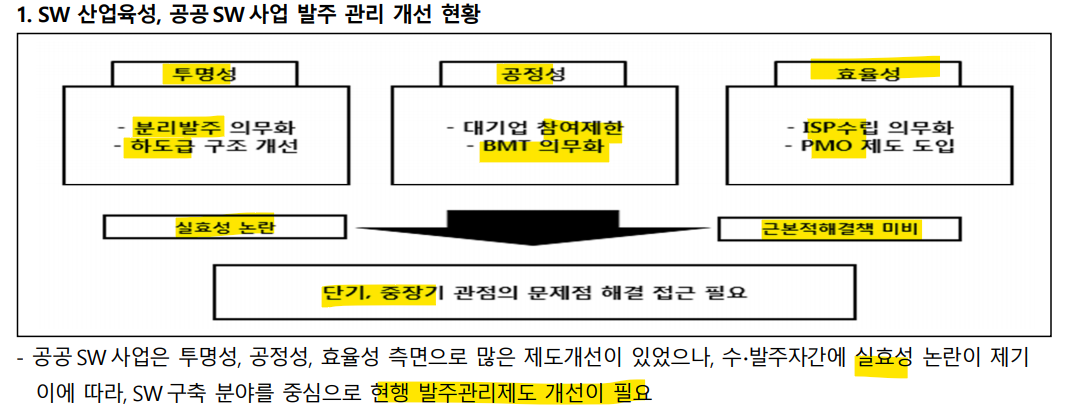 1. SW 산업육성, 공공 SW 사업 발주 관리 개선 현황
투명성
- 분리발주 의무화
- 하도급 구조 개선
공정성
- 대기업 참여제한
- BMT 의무화
효율성
- ISP수립 의무화
- PMO 제도 도입
실효성 논란
근본적해결책 미비
단기, 중장기 관점의 문제점 해결 접근 필요
- 공공 SW 사업은 투명성, 공정성, 효율성 측면으로 많은 제도개선이 있었으나, 수·발주자간에 실효성 논란이 제기
이에 따라, SW 구축 분야를 중심으로 현행 발주관리제도 개선이 필요